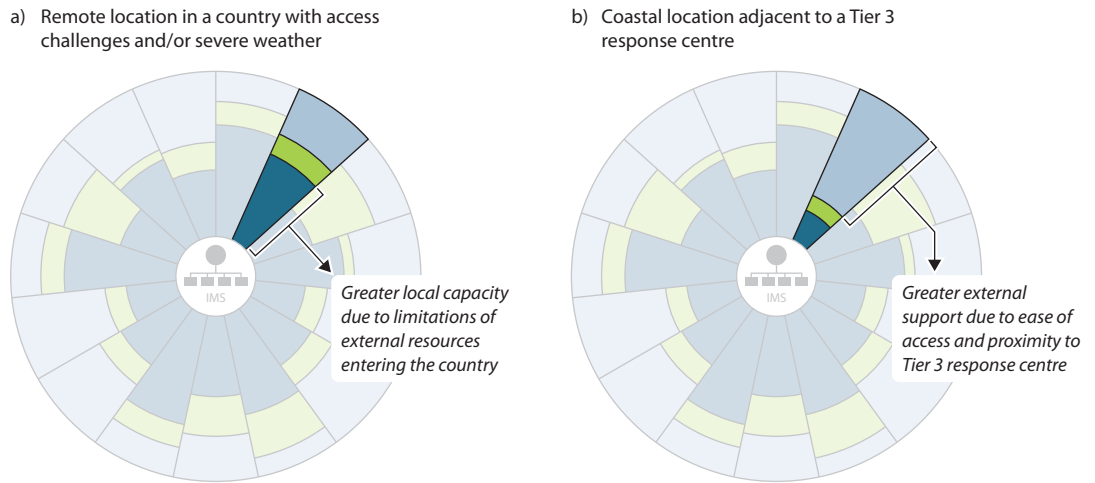 a) Remote location in a country with access
challenges and/or severe weather
IMS
Greater local capacity
due to limitations of
external resources
entering the country
b) Coastal location adjacent to a Tier 3
response centre
IMS
Greater external
support due to ease of
access and proximity to
Tier 3 response centre